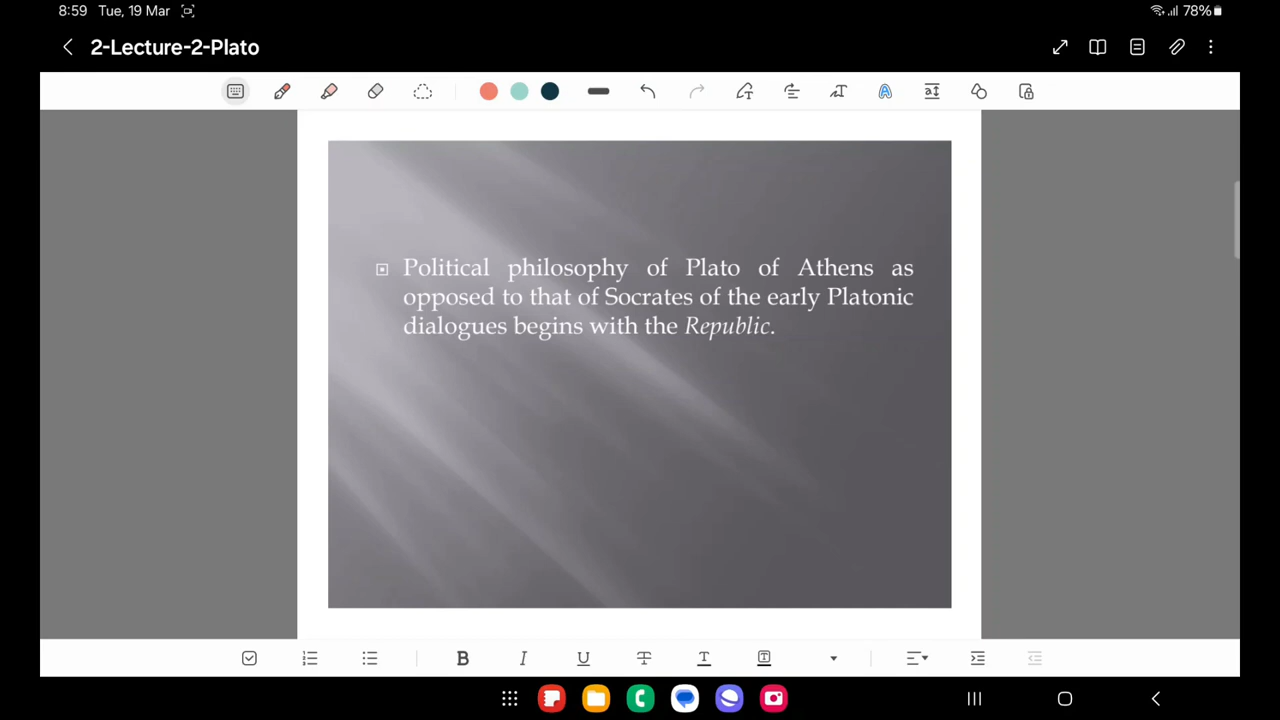 8:59 Tue, 19 Mar
78%
2-Lecture-2-Plato
Political philosophy of Plato of Athens as
opposed to that of Socrates of the early Platonic
dialogues begins with the Republic.
B I U T T T